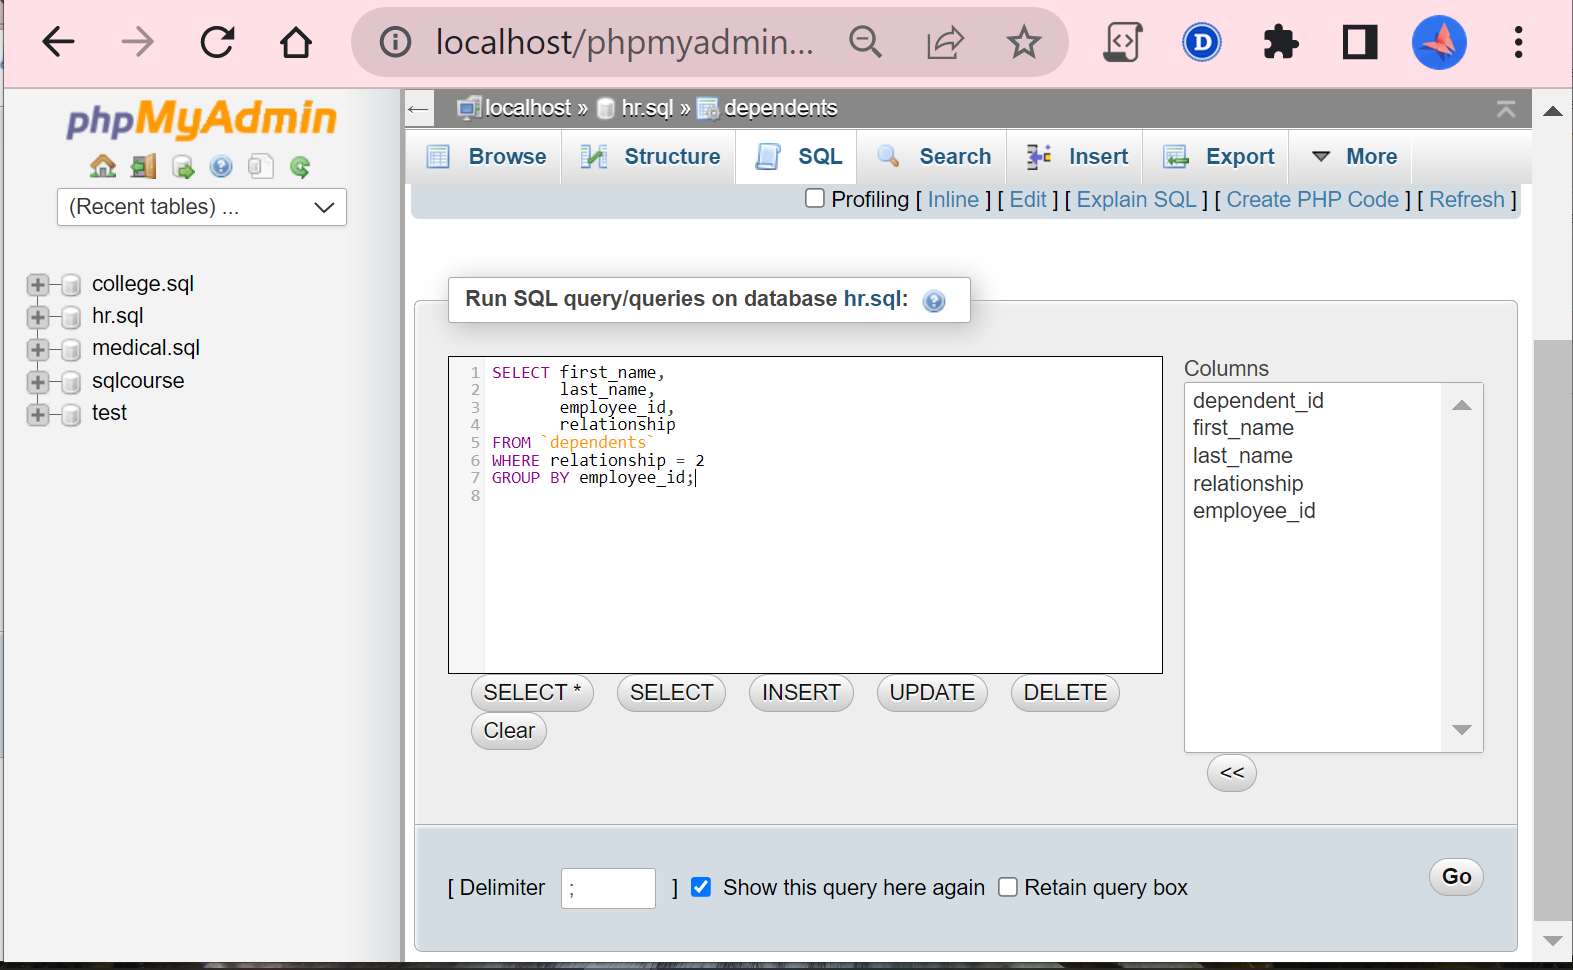 localhost/phpmyadmin...
phpMyAdmin
(Recent tables) ...
college.sql
hr.sql
medical.sql
sqlcourse
test
localhost » hr.sql » dependents
Browse Structure SQL Search Insert Export More
Profiling [ Inline ] [ Edit ] [ Explain SQL ] [ Create PHP Code ] [ Refresh ]
Run SQL query/queries on database hr.sql:
1 SELECT first_name,
2 last_name,
3 employee_id,
4 relationship
5 FROM `dependents`
6 WHERE relationship = 2
7 GROUP BY employee_id;
8
SELECT * SELECT INSERT UPDATE DELETE
Clear
Columns
dependent_id
first_name
last_name
relationship
employee_id
<<
[ Delimiter ; ] Show this query here again Retain query box
Go